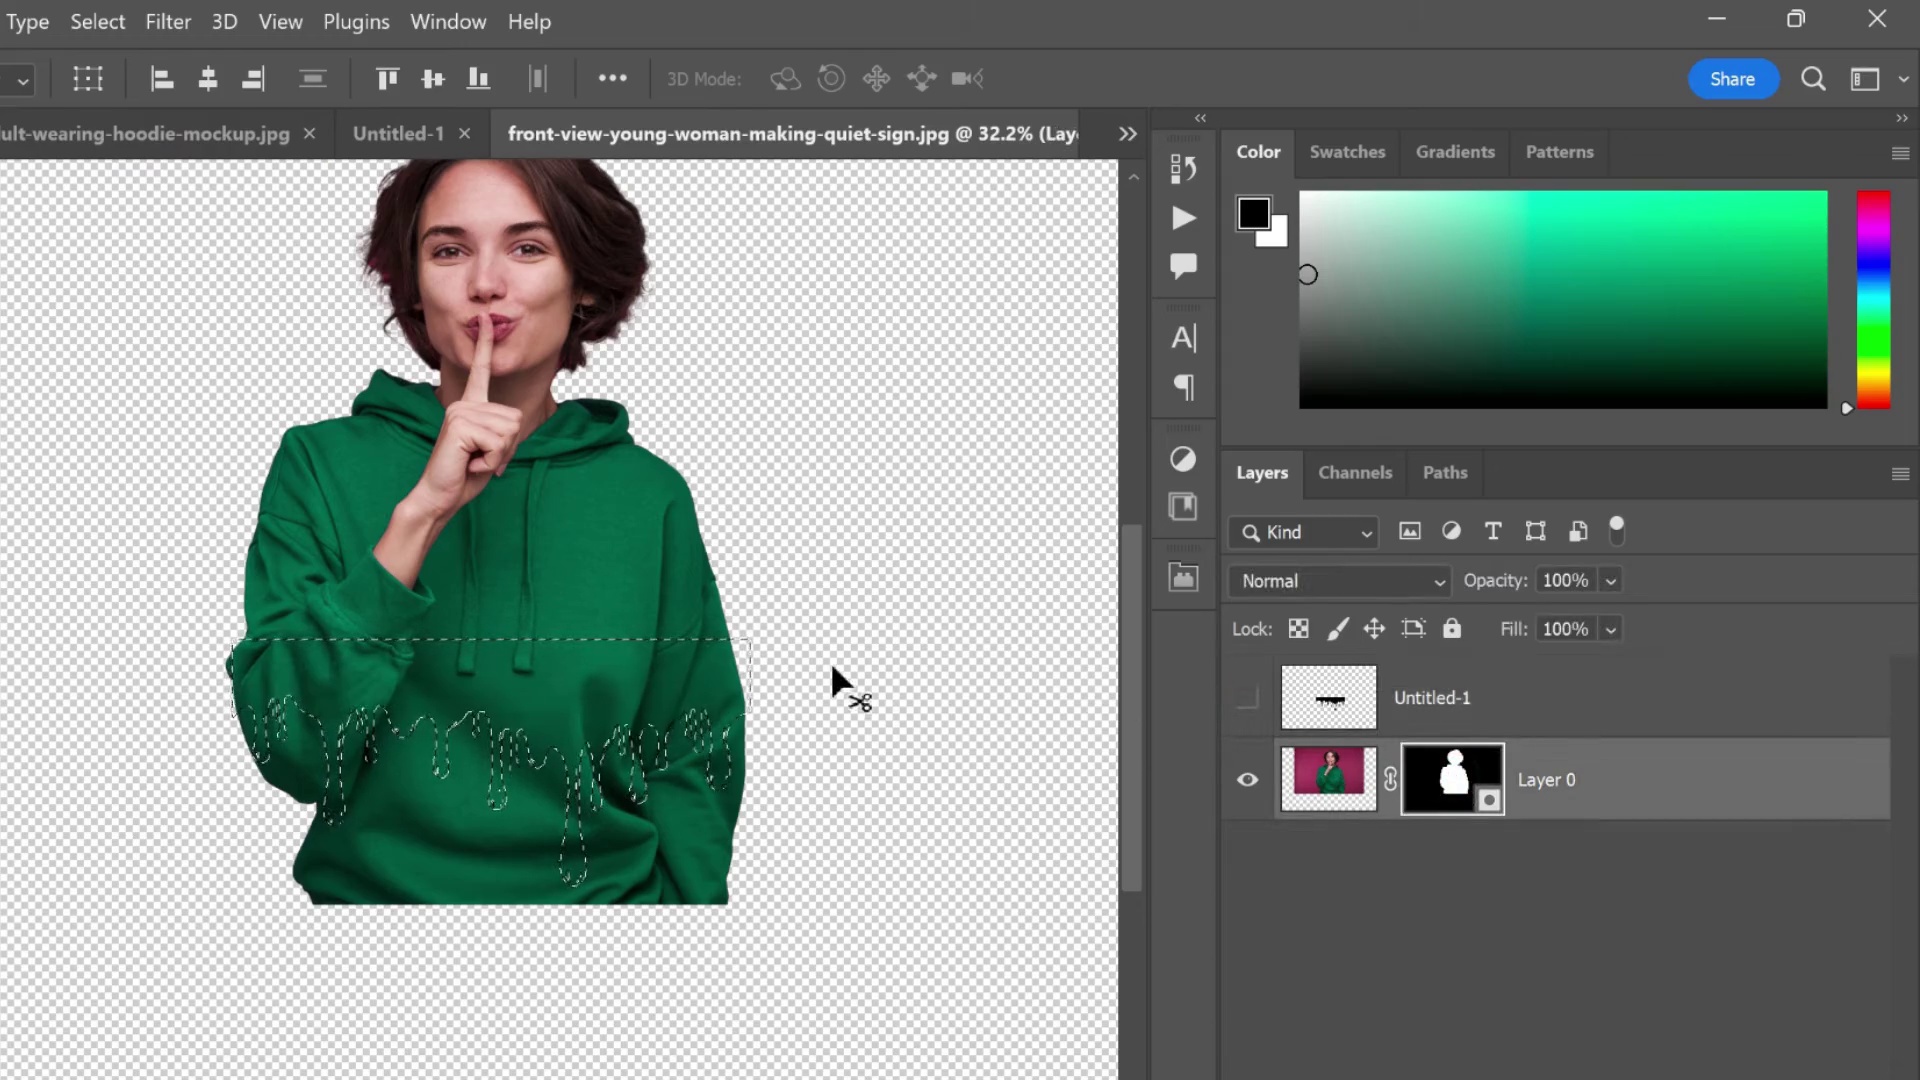 Type Select Filter 3D View Plugins Window Help
3D Mode:
Share
ult-wearing-hoodie-mockup.jpg
Untitled-1
front-view-young-woman-making-quiet-sign.jpg @ 32.2% (Laye
Color Swatches Gradients Patterns
Layers Channels Paths
Kind
Normal Opacity: 100%
Lock: Fill: 100%
Untitled-1
Layer 0